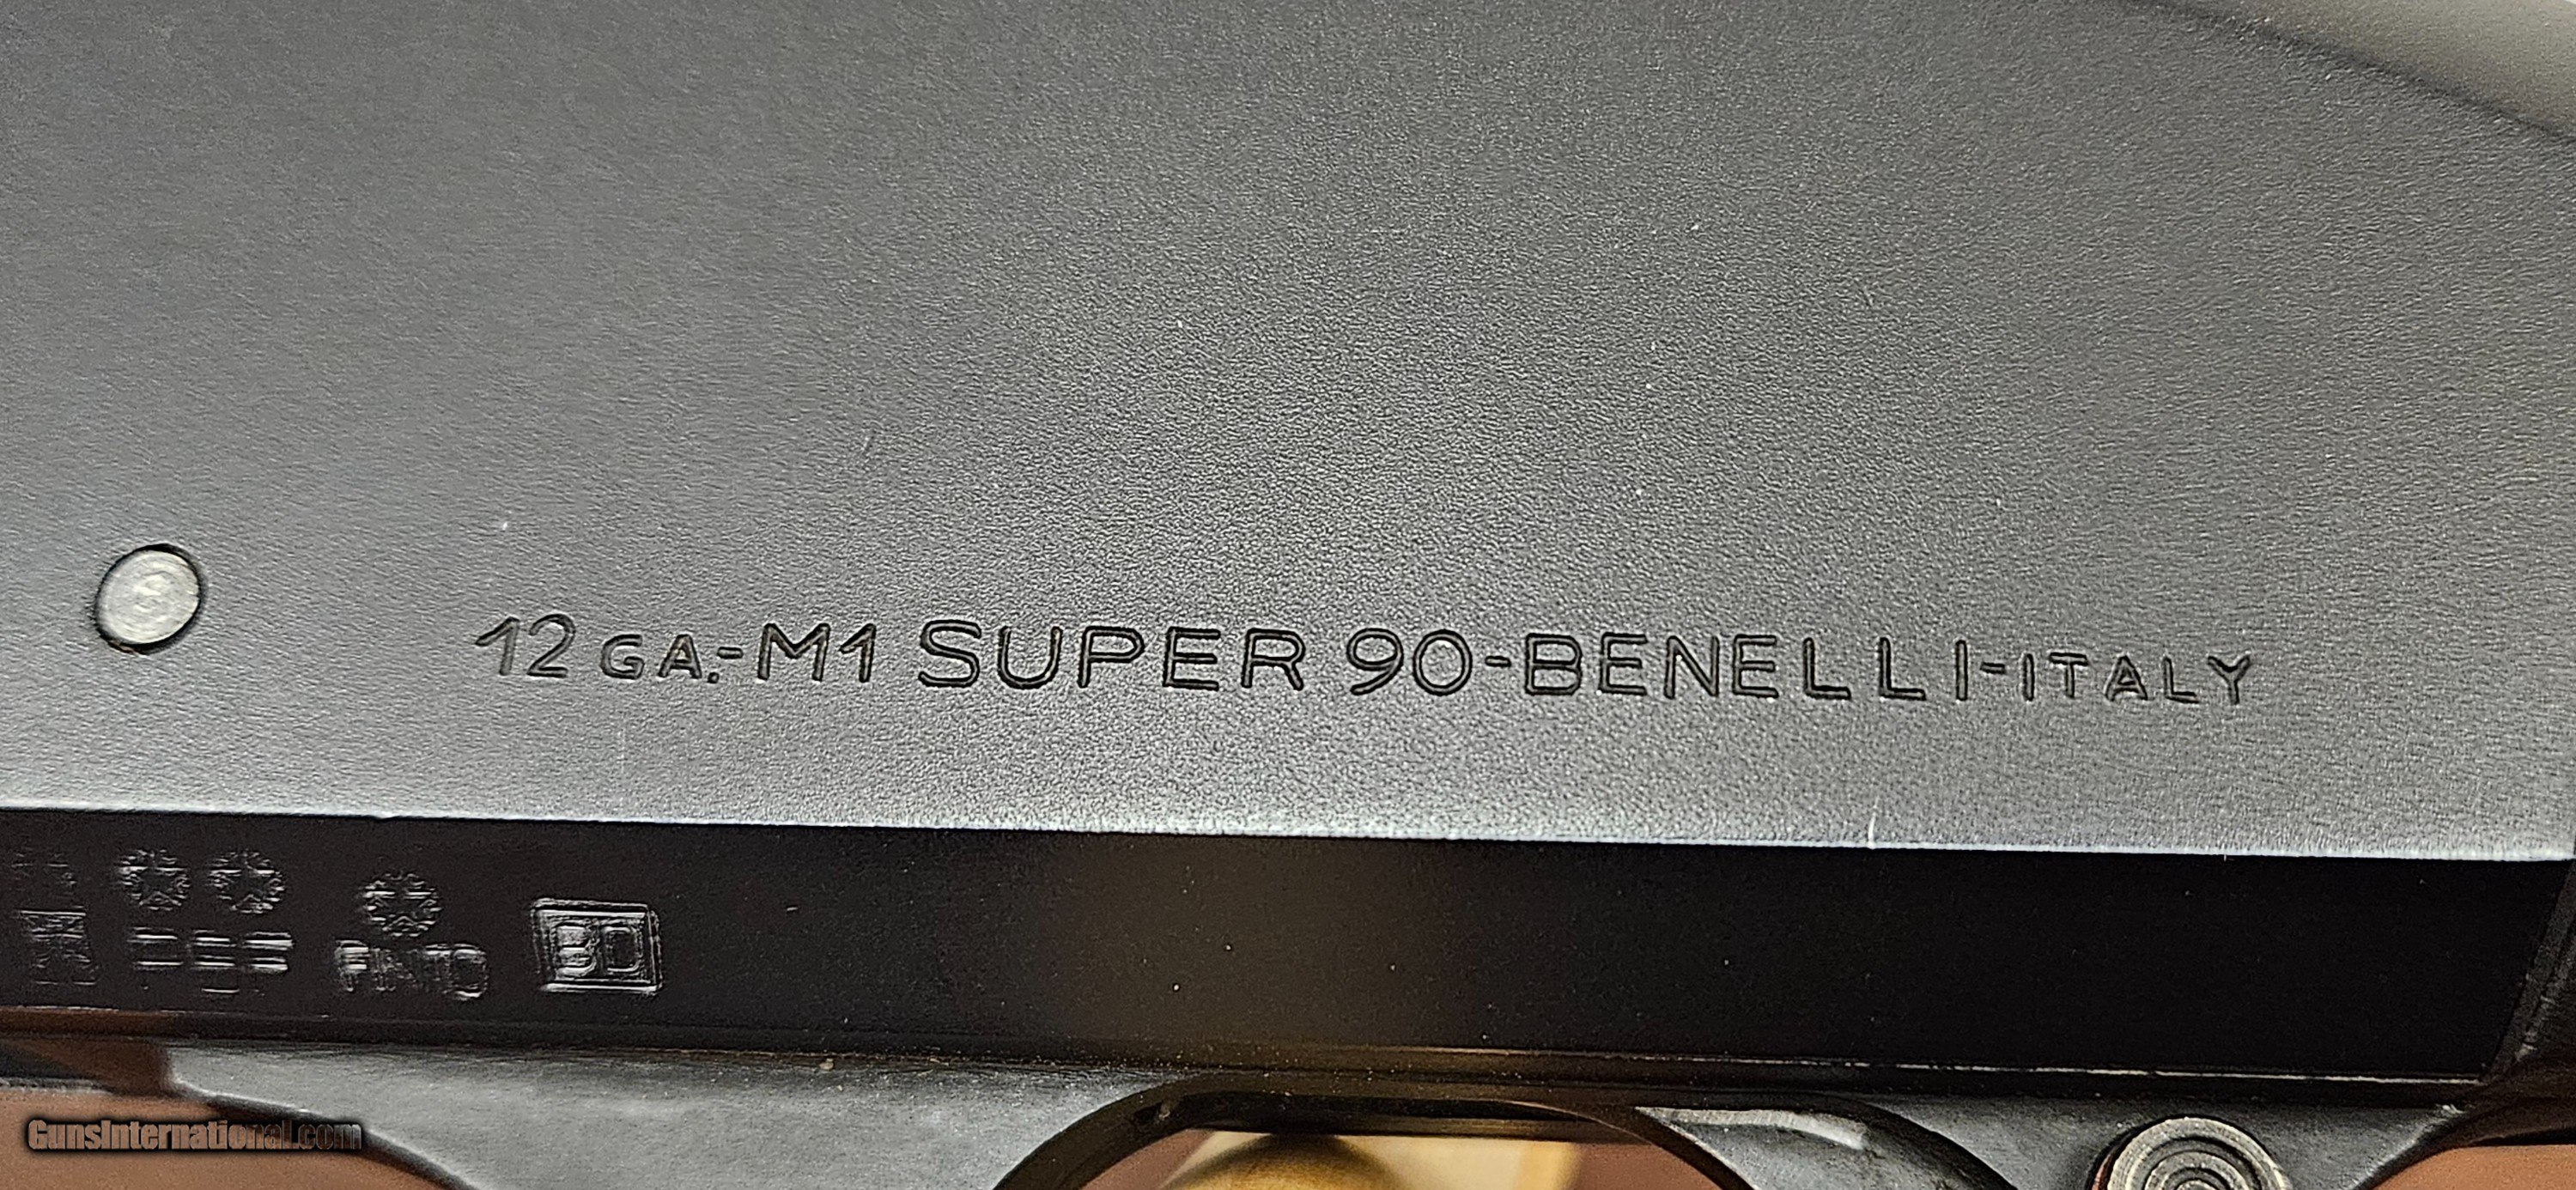 12 GA.-M1 SUPER 90-BENELLI-ITALY
PSF
FINITO
BD
GunsInternational.com